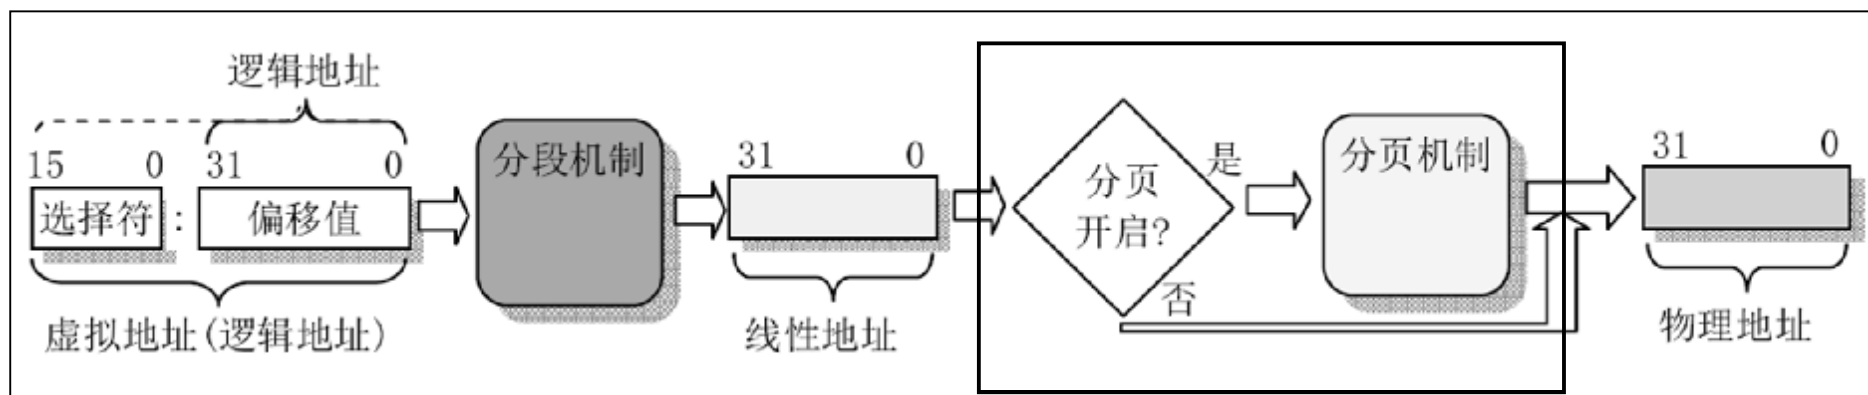 逻辑地址
15 0 31 0
选择符 : 偏移值
虚拟地址(逻辑地址)
分段机制
31 0
线性地址
分页
开启?
是
否
分页机制
31 0
物理地址